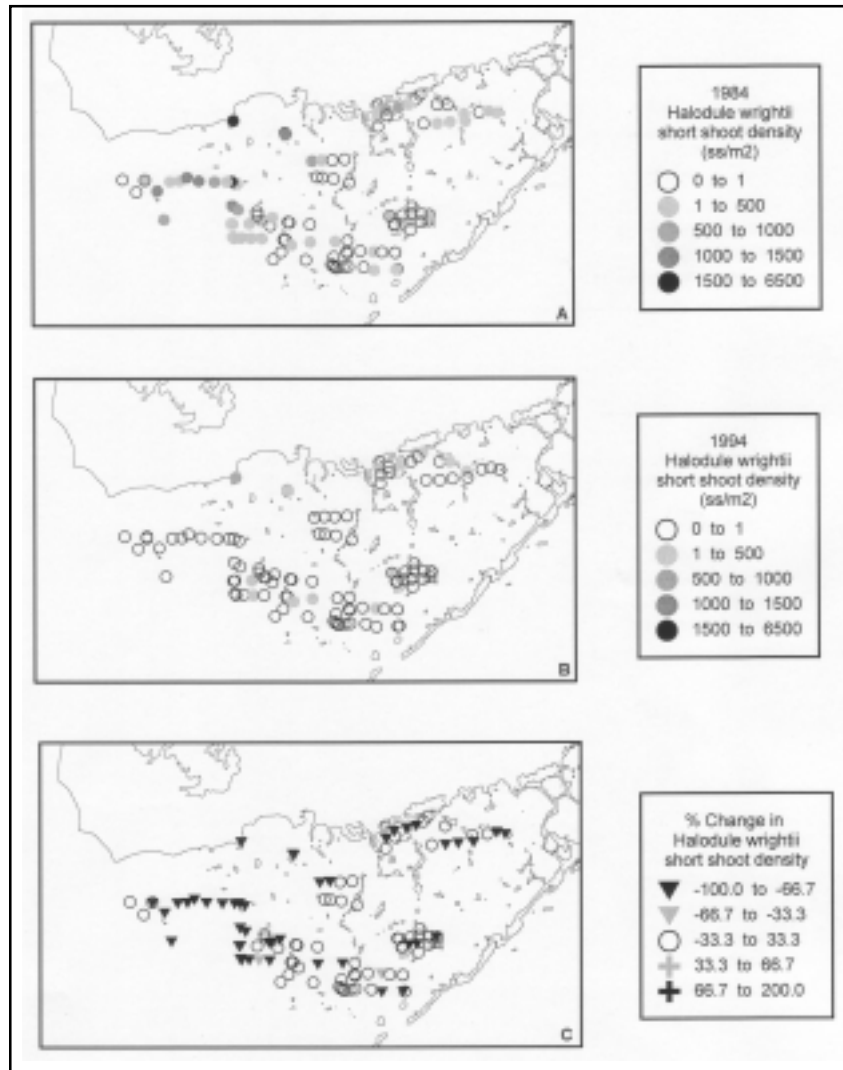 1984
Halodule wrightii
short shoot density
(ss/m2)
0 to 1
1 to 500
500 to 1000
1000 to 1500
1500 to 6500
A
1994
Halodule wrightii
short shoot density
(ss/m2)
0 to 1
1 to 500
500 to 1000
1000 to 1500
1500 to 6500
B
% Change in
Halodule wrightii
short shoot density
-100.0 to -66.7
-66.7 to -33.3
-33.3 to 33.3
33.3 to 66.7
66.7 to 200.0
C